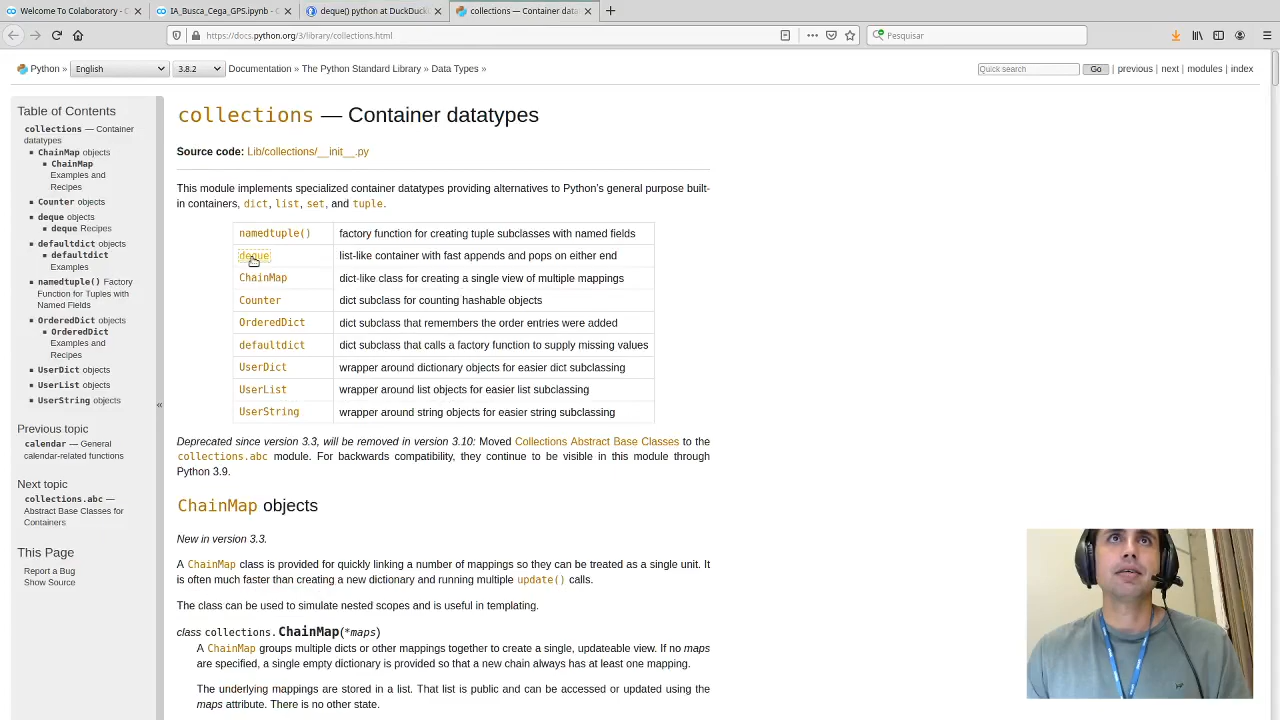 Welcome To Colaboratory - C
IA_Busca_Cega_GPS.ipynb - C
deque() python at DuckDuck
collections — Container data
https://docs.python.org/3/library/collections.html
Pesquisar
Python »
English
3.8.2
Documentation » The Python Standard Library » Data Types »
Quick search
Go
| previous | next | modules | index
Table of Contents
collections — Container
datatypes
ChainMap objects
ChainMap
Examples and
Recipes
Counter objects
deque objects
deque Recipes
defaultdict objects
defaultdict
Examples
namedtuple() Factory
Function for Tuples with
Named Fields
OrderedDict objects
OrderedDict
Examples and
Recipes
UserDict objects
UserList objects
UserString objects
Previous topic
calendar — General
calendar-related functions
Next topic
collections.abc —
Abstract Base Classes for
Containers
This Page
Report a Bug
Show Source
«
collections — Container datatypes
Source code: Lib/collections/__init__.py
This module implements specialized container datatypes providing alternatives to Python's general purpose built-
in containers, dict, list, set, and tuple.
namedtuple() factory function for creating tuple subclasses with named fields
deque list-like container with fast appends and pops on either end
ChainMap dict-like class for creating a single view of multiple mappings
Counter dict subclass for counting hashable objects
OrderedDict dict subclass that remembers the order entries were added
defaultdict dict subclass that calls a factory function to supply missing values
UserDict wrapper around dictionary objects for easier dict subclassing
UserList wrapper around list objects for easier list subclassing
UserString wrapper around string objects for easier string subclassing
Deprecated since version 3.3, will be removed in version 3.10: Moved Collections Abstract Base Classes to the
collections.abc module. For backwards compatibility, they continue to be visible in this module through
Python 3.9.
ChainMap objects
New in version 3.3.
A ChainMap class is provided for quickly linking a number of mappings so they can be treated as a single unit. It
is often much faster than creating a new dictionary and running multiple update() calls.
The class can be used to simulate nested scopes and is useful in templating.
class collections.ChainMap(*maps)
A ChainMap groups multiple dicts or other mappings together to create a single, updateable view. If no maps
are specified, a single empty dictionary is provided so that a new chain always has at least one mapping.
The underlying mappings are stored in a list. That list is public and can be accessed or updated using the
maps attribute. There is no other state.